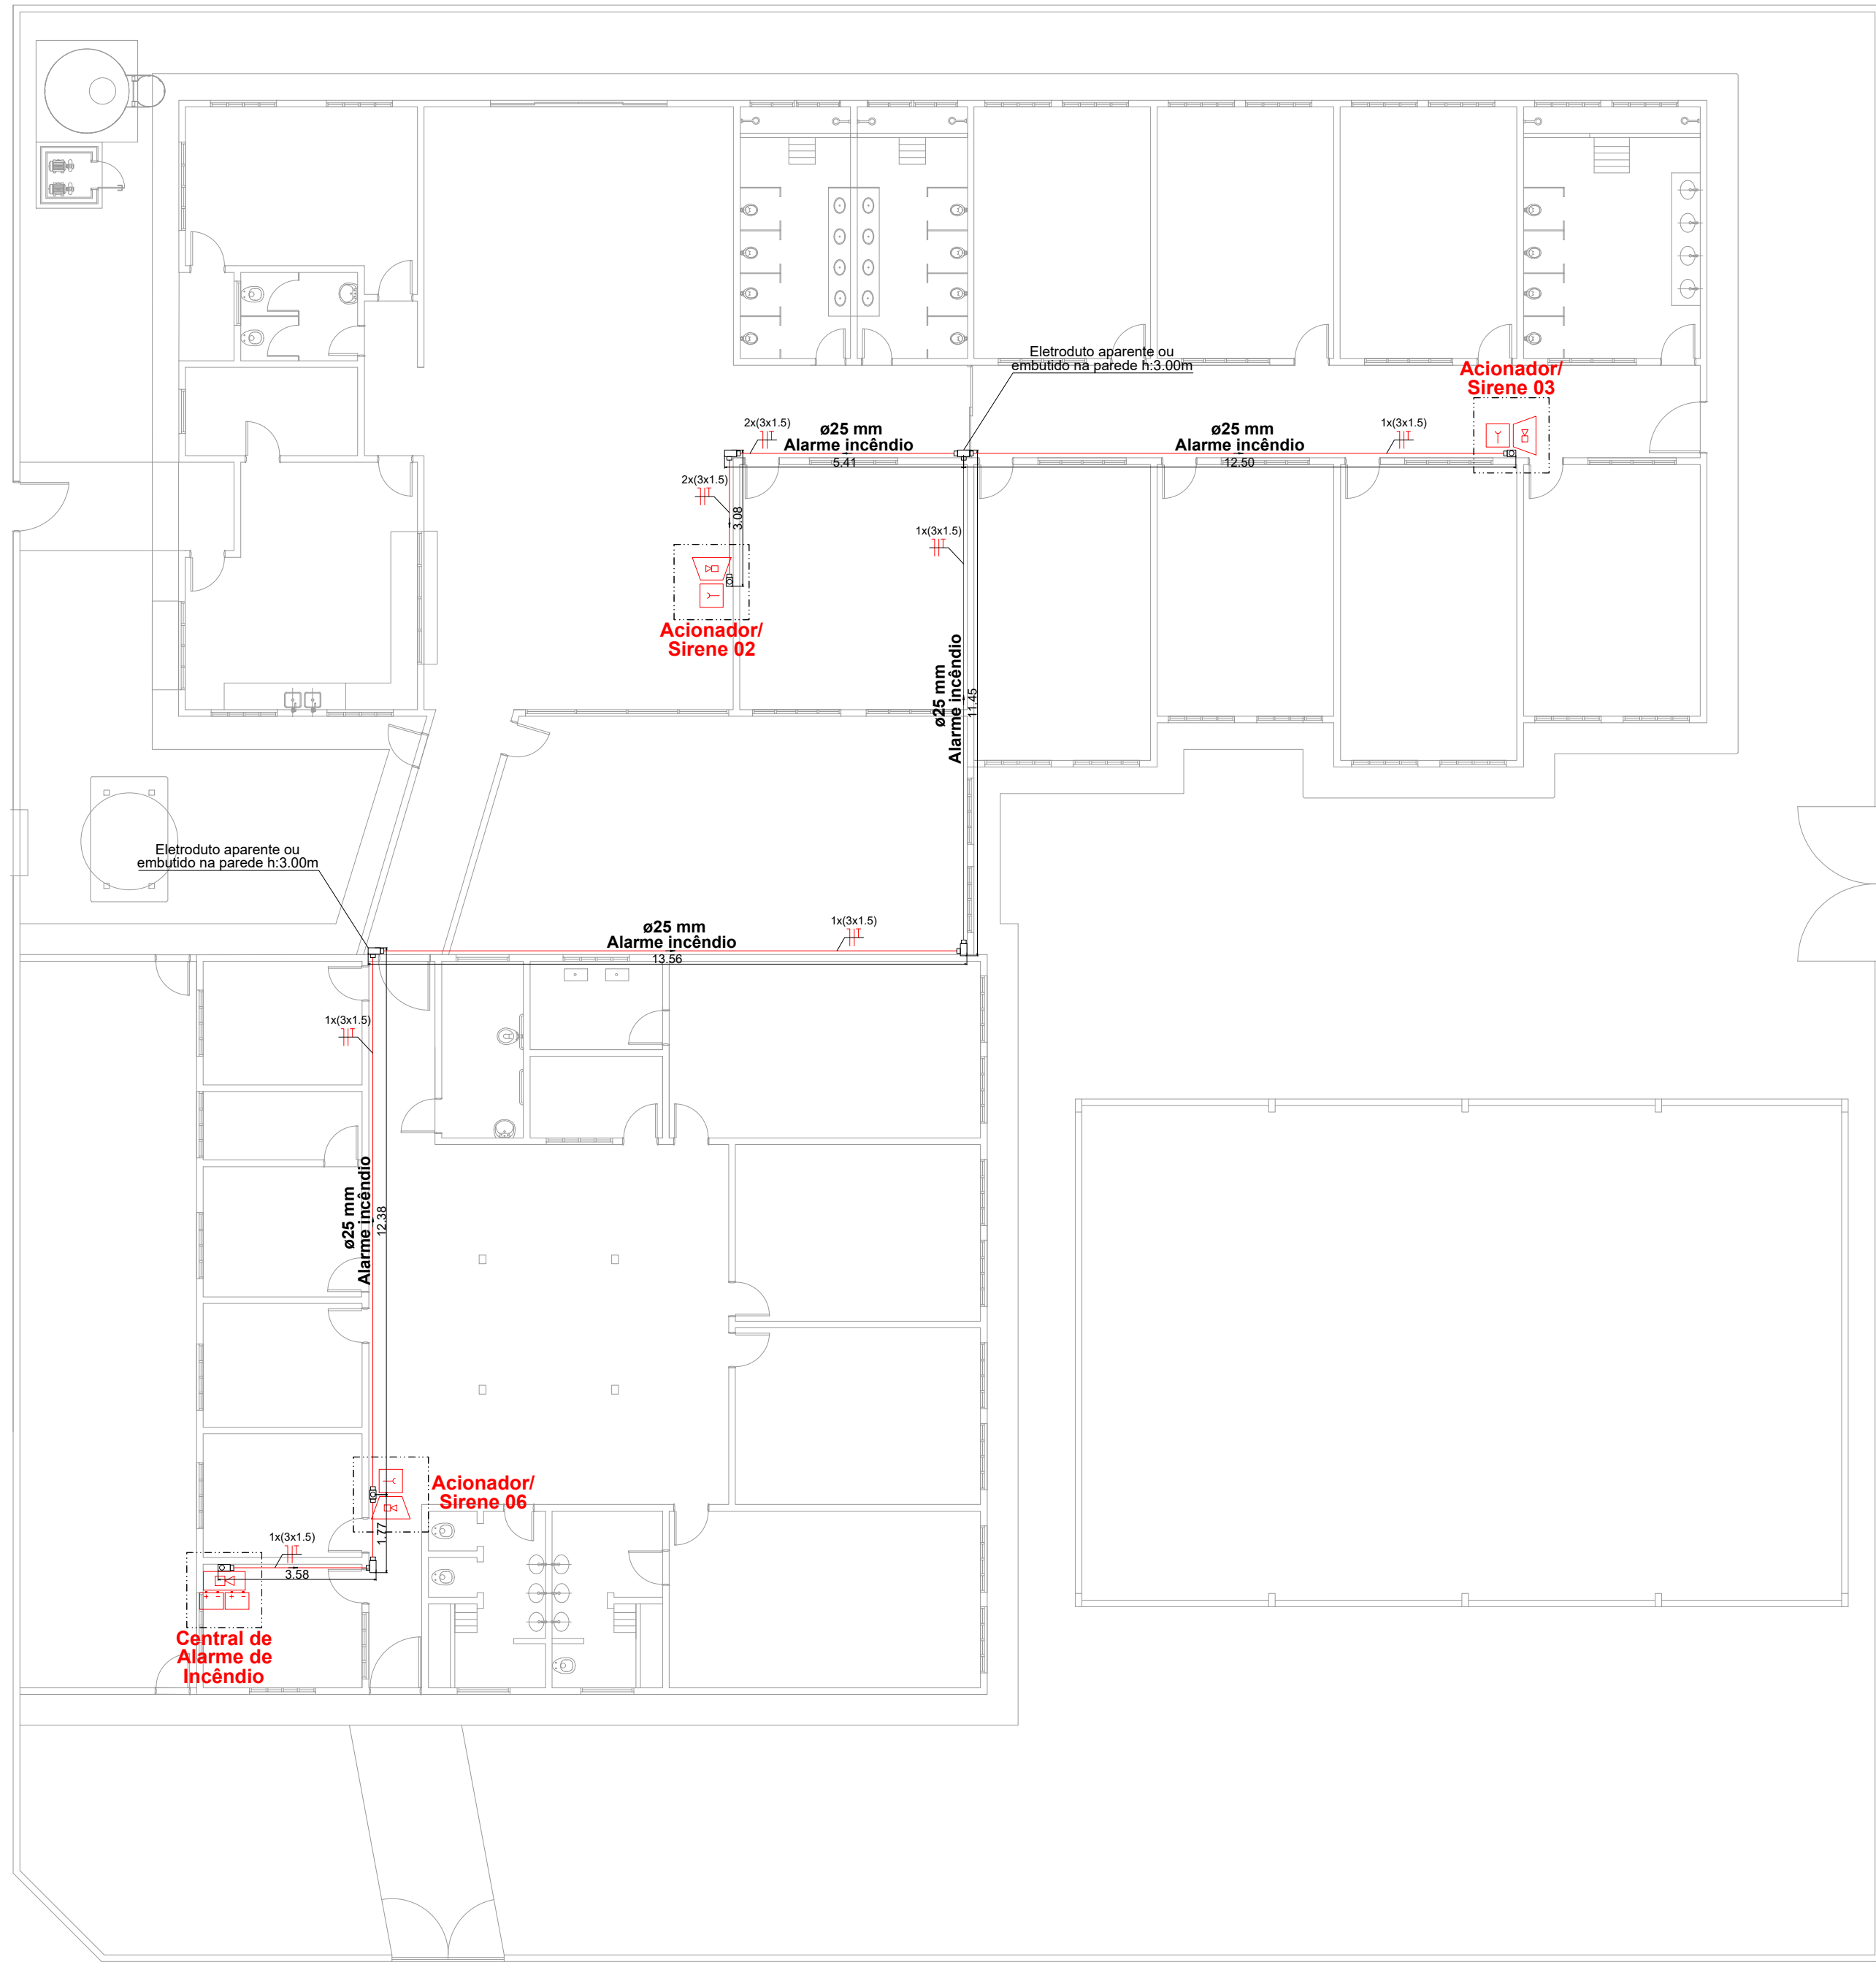 Eletroduto aparente ou
embutido na parede h:3.00m
Acionador/
Sirene 03
2x(3x1.5)
ø25 mm
Alarme incêndio
5.41
ø25 mm
Alarme incêndio
12.50
1x(3x1.5)
2x(3x1.5)
3.08
1x(3x1.5)
Acionador/
Sirene 02
ø25 mm
Alarme incêndio
11.45
Eletroduto aparente ou
embutido na parede h:3.00m
1x(3x1.5)
ø25 mm
Alarme incêndio
13.56
1x(3x1.5)
ø25 mm
Alarme incêndio
12.38
Acionador/
Sirene 06
1.77
1x(3x1.5)
3.58
Central de
Alarme de
Incêndio